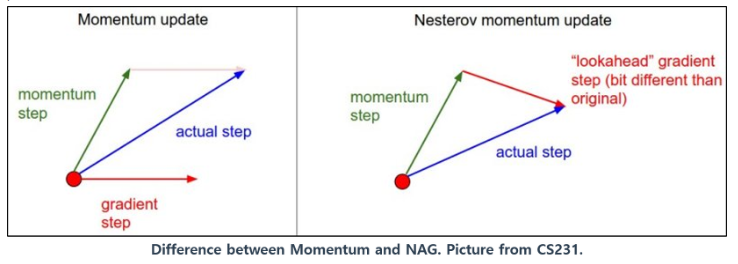 Momentum update
momentum
step
actual step
gradient
step
Nesterov momentum update
"lookahead" gradient
step (bit different than
original)
momentum
step
actual step
Difference between Momentum and NAG. Picture from CS231.